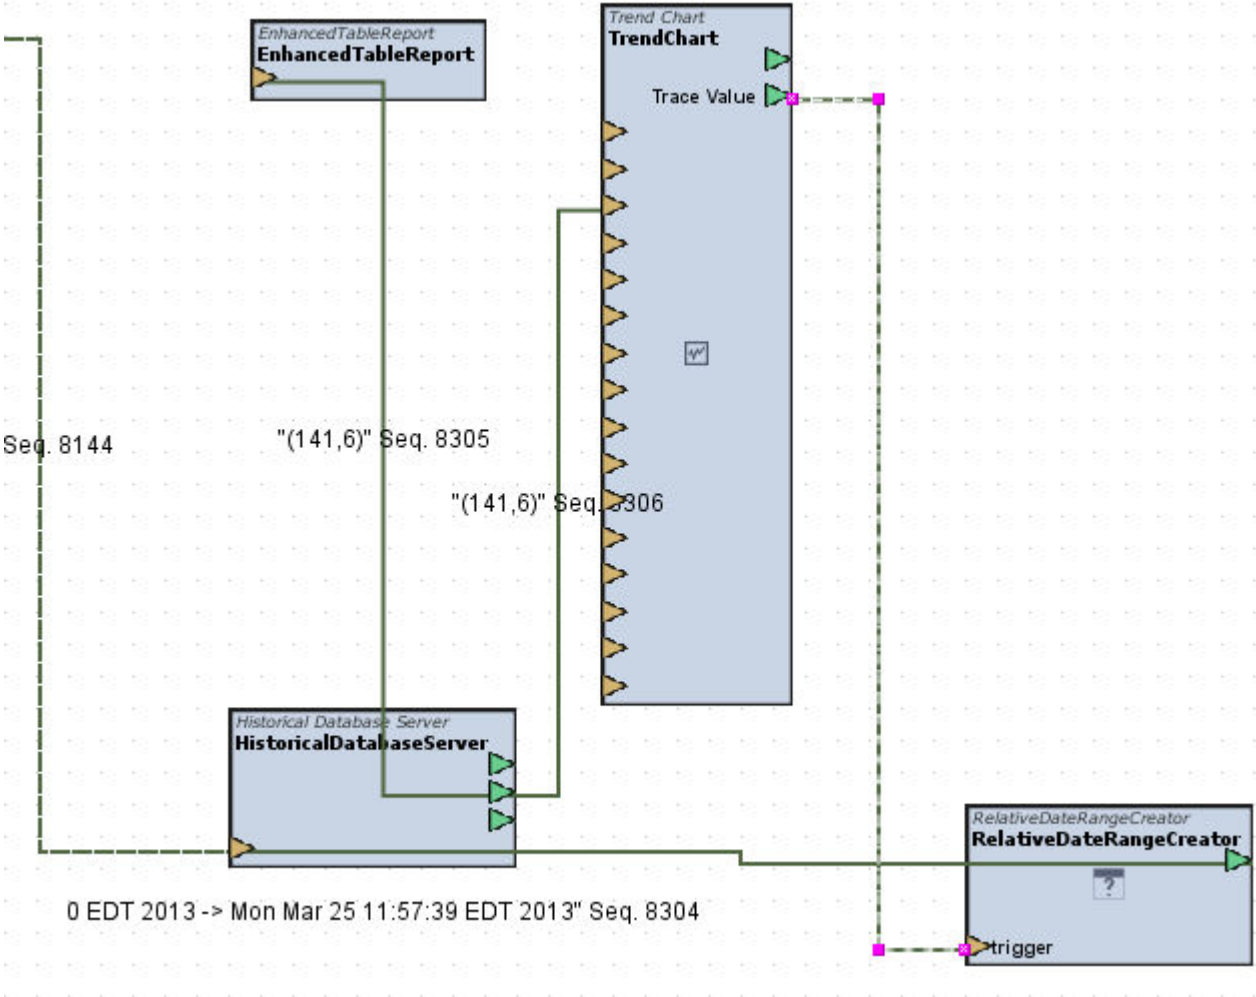 EnhancedTableReport
EnhancedTableReport
Trend Chart
TrendChart
Trace Value
Seq. 8144
"(141,6)" Seq. 8305
"(141,6)" Seq. 8306
Historical Database Server
HistoricalDatabaseServer
RelativeDateRangeCreator
RelativeDateRangeCreator
?
0 EDT 2013 -> Mon Mar 25 11:57:39 EDT 2013" Seq. 8304
trigger